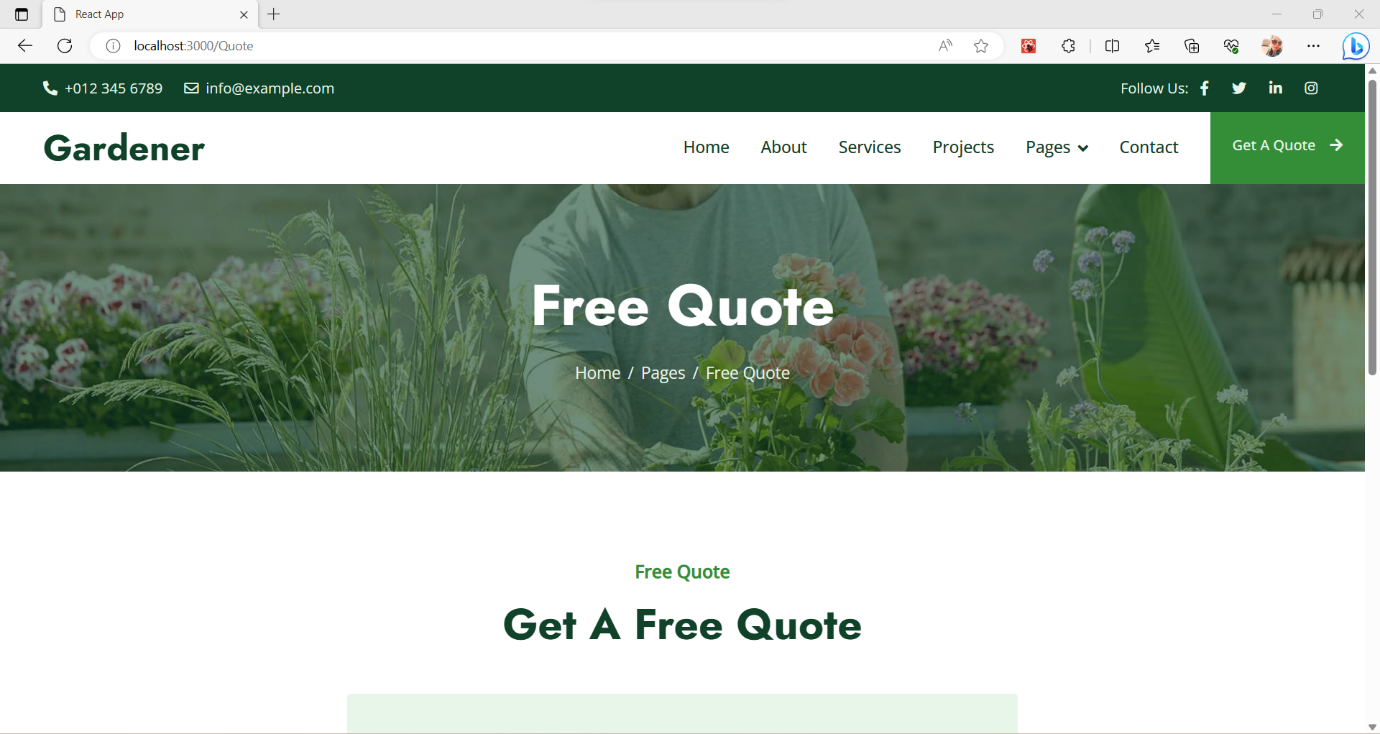 React App
localhost:3000/Quote
+012 345 6789 info@example.com Follow Us:
Gardener Home About Services Projects Pages Contact Get A Quote
Free Quote
Home / Pages / Free Quote
Free Quote
Get A Free Quote